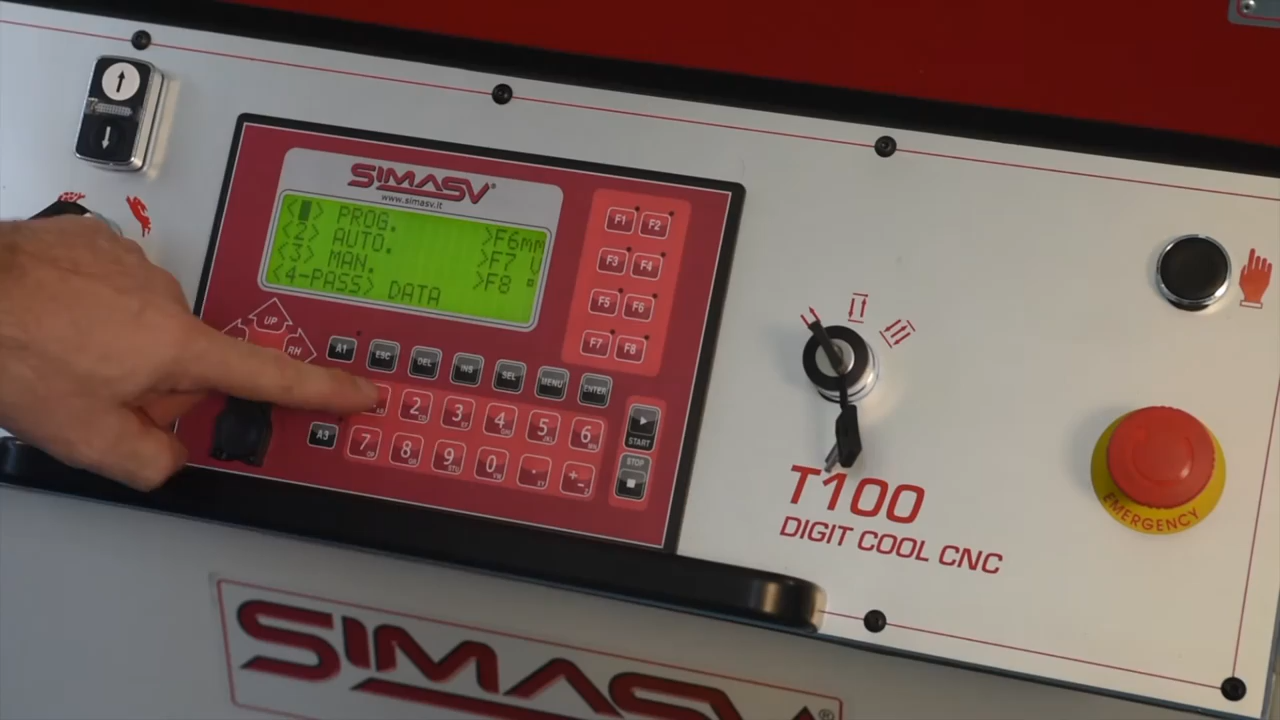 SIMASV®
www.simasv.it
< > PROG. >F6mm
<2> AUTO. >F7 U
<3> MAN. >F8 °
<4-PASS> DATA
F1 F2
F3 F4
F5 F6
F7 F8
UP
RH
A1 ESC DEL INS SEL MENU ENTER
2 3 4 5 6
A3 7 8 9 0 . +-
START
STOP
T100
DIGIT COOL CNC
EMERGENCY
SIMASV®